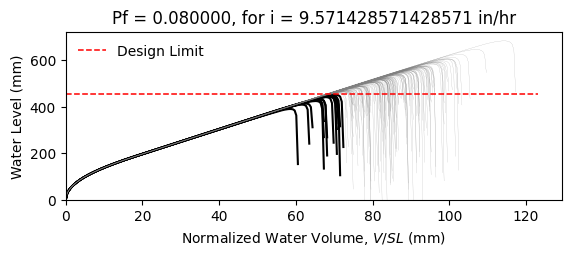 Pf = 0.080000, for i = 9.571428571428571 in/hr
Water Level (mm)
600
400
200
0
Design Limit
0 20 40 60 80 100 120
Normalized Water Volume, V/SL (mm)